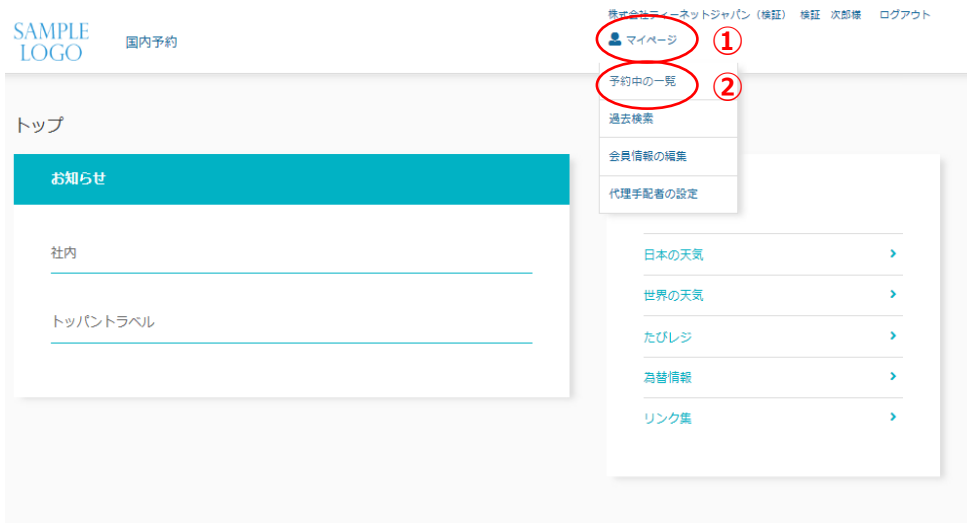 株式会社ティーネットジャパン（検証） 検証 次郎様 ログアウト
SAMPLE
LOGO
国内予約
マイページ
①
予約中の一覧
②
過去検索
会員情報の編集
代理手配者の設定
トップ
お知らせ
社内
トッパントラベル
日本の天気
世界の天気
たびレジ
為替情報
リンク集